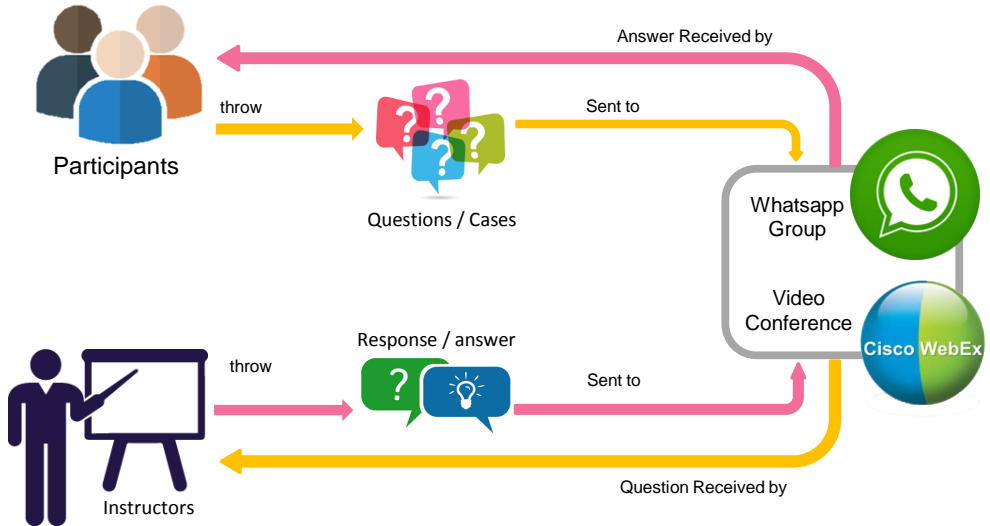 Answer Received by
throw
Sent to
Participants
Questions / Cases
Whatsapp
Group
Video
Conference
Cisco WebEx
Response / answer
throw
Sent to
Question Received by
Instructors